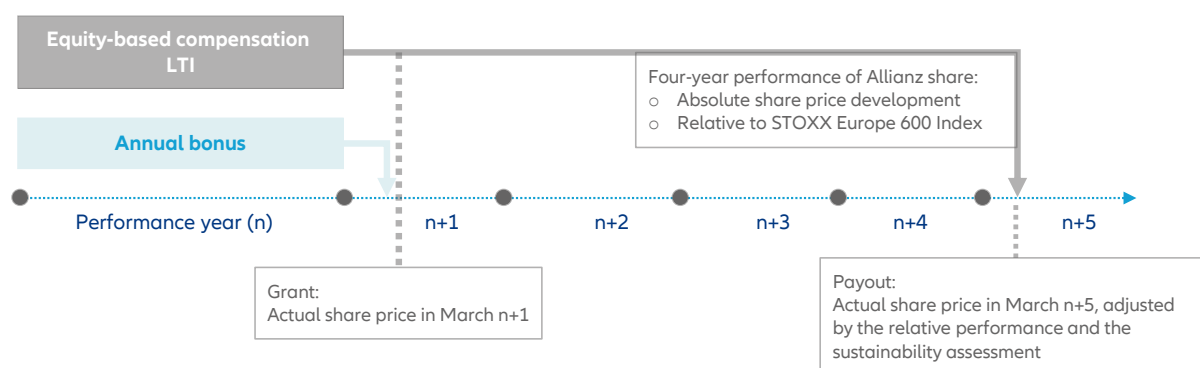 Equity-based compensation
LTI
Four-year performance of Allianz share:
o Absolute share price development
o Relative to STOXX Europe 600 Index
Annual bonus
Performance year (n)
n+1
n+2
n+3
n+4
n+5
Grant:
Actual share price in March n+1
Payout:
Actual share price in March n+5, adjusted
by the relative performance and the
sustainability assessment